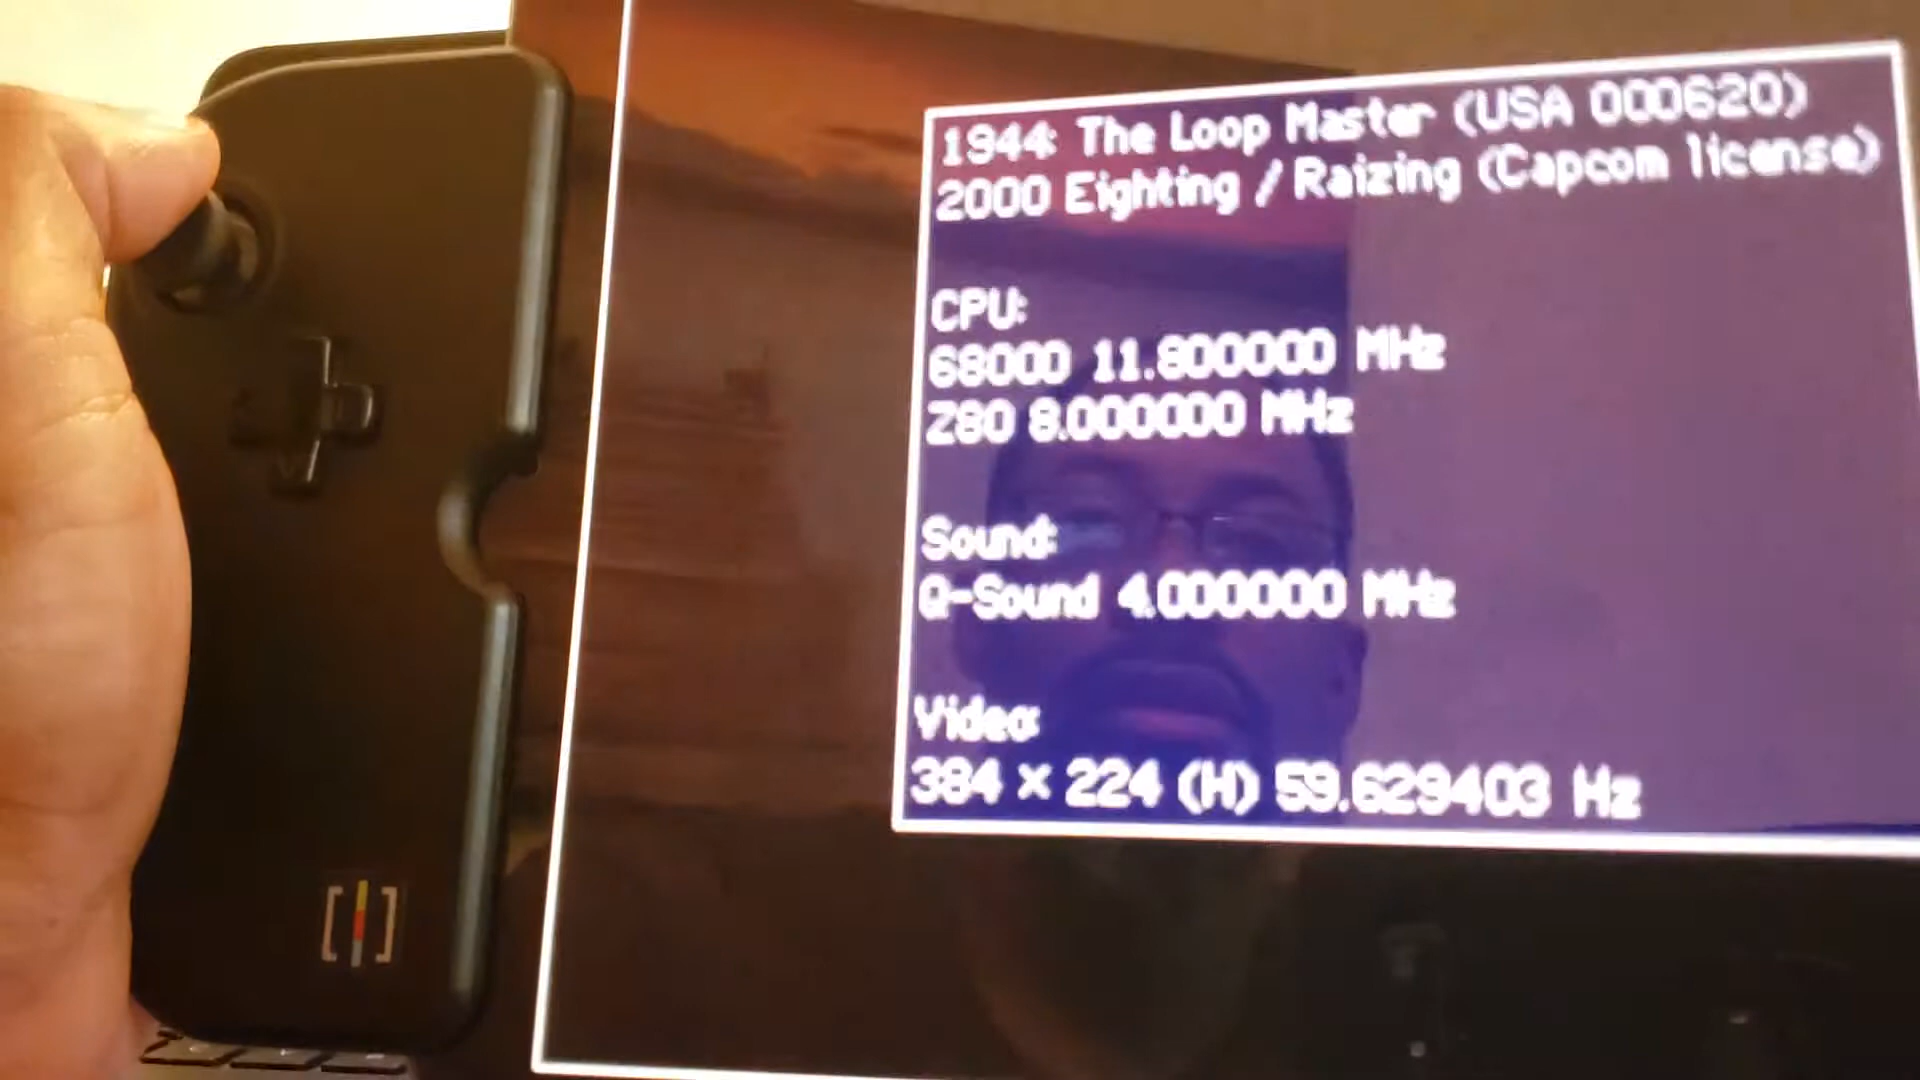 1944: The Loop Master (USA 000620)
2000 Eighting / Raizing (Capcom license)
CPU:
68000 11.800000 MHz
Z80 8.000000 MHz
Sound:
Q-Sound 4.000000 MHz
Video:
384 × 224 (H) 59.629403 Hz